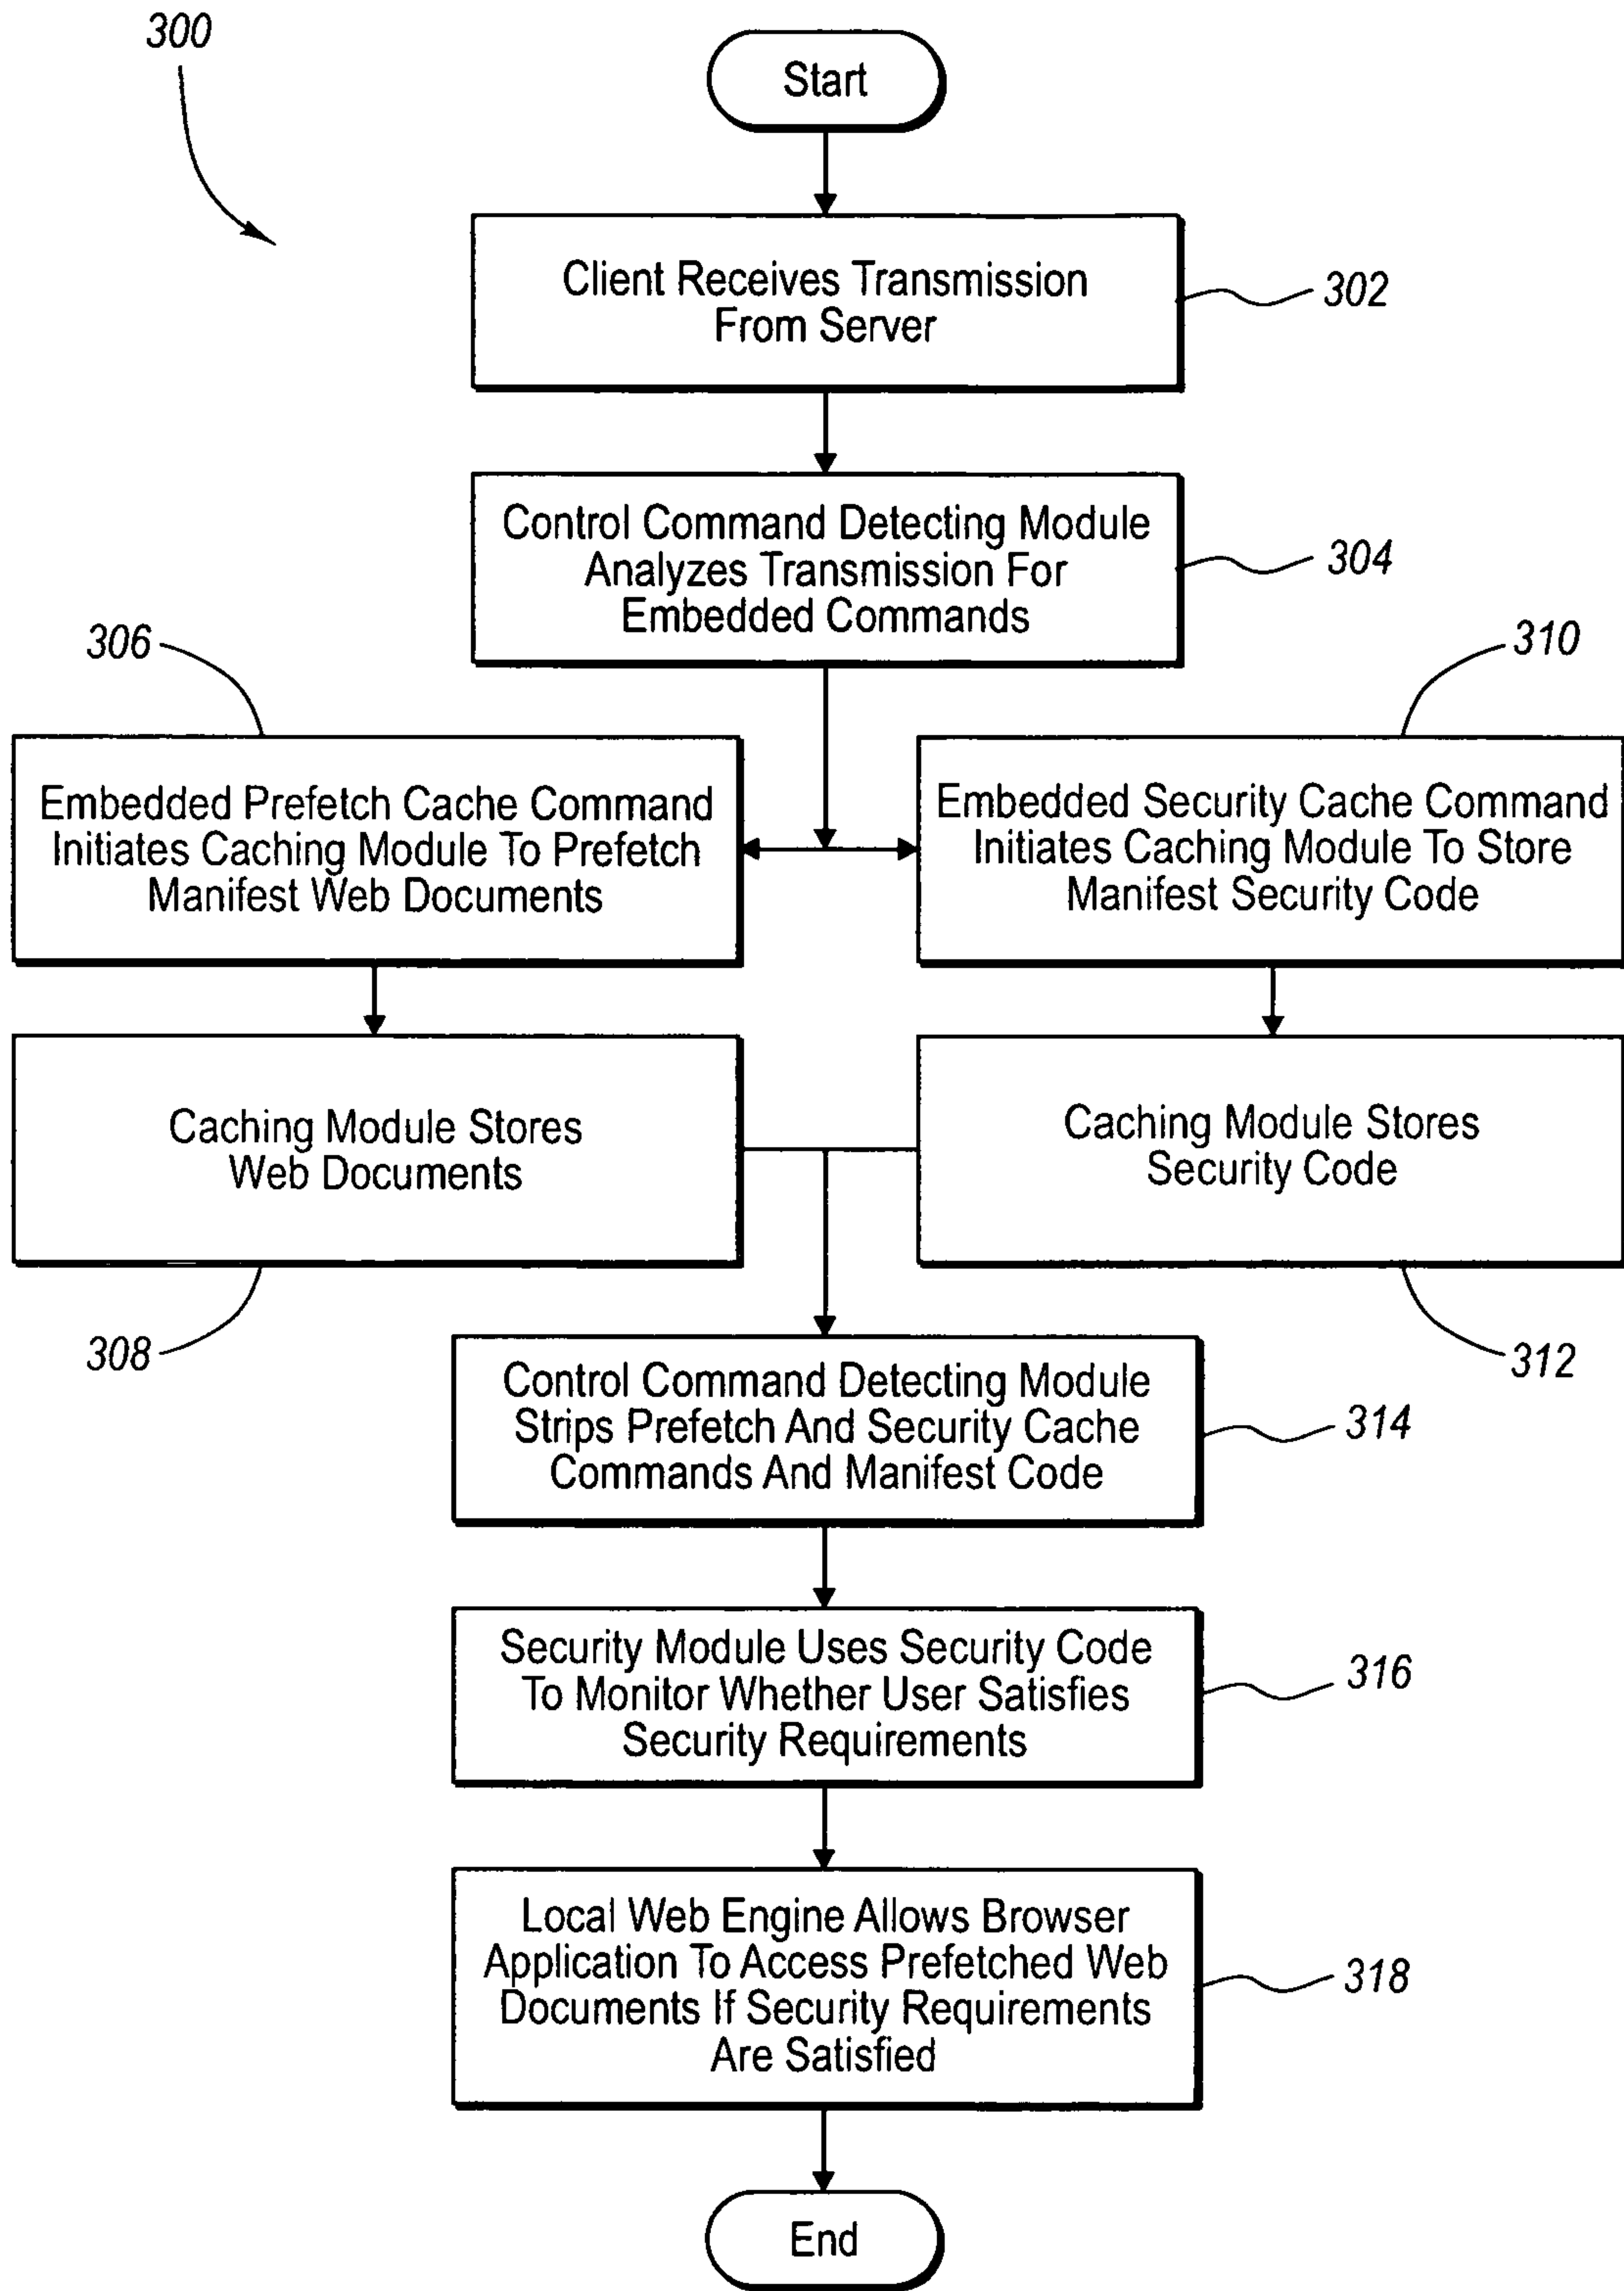 300
Start
Client Receives Transmission
From Server
302
Control Command Detecting Module
Analyzes Transmission For
Embedded Commands
304
306
310
Embedded Prefetch Cache Command
Initiates Caching Module To Prefetch
Manifest Web Documents
Embedded Security Cache Command
Initiates Caching Module To Store
Manifest Security Code
Caching Module Stores
Web Documents
Caching Module Stores
Security Code
308
312
Control Command Detecting Module
Strips Prefetch And Security Cache
Commands And Manifest Code
314
Security Module Uses Security Code
To Monitor Whether User Satisfies
Security Requirements
316
Local Web Engine Allows Browser
Application To Access Prefetched Web
Documents If Security Requirements
Are Satisfied
318
End